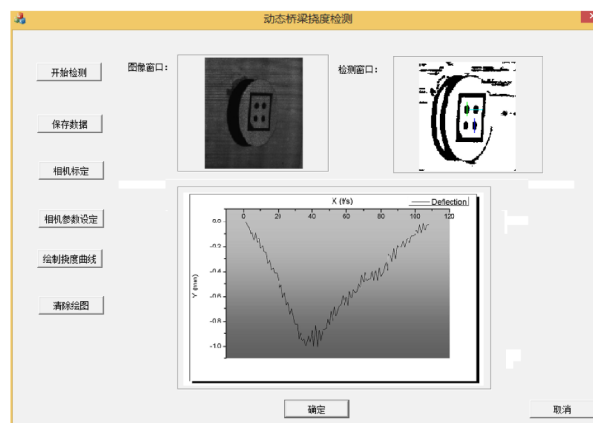 动态桥梁挠度检测
开始检测
图像窗口：
检测窗口：
保存数据
相机标定
相机参数设定
绘制挠度曲线
清除绘图
X (f/s)
Deflection
0 20 40 60 80 100 120
0.0
-0.2
-0.4
-0.6
-0.8
-1.0
Y (mm)
确定
取消